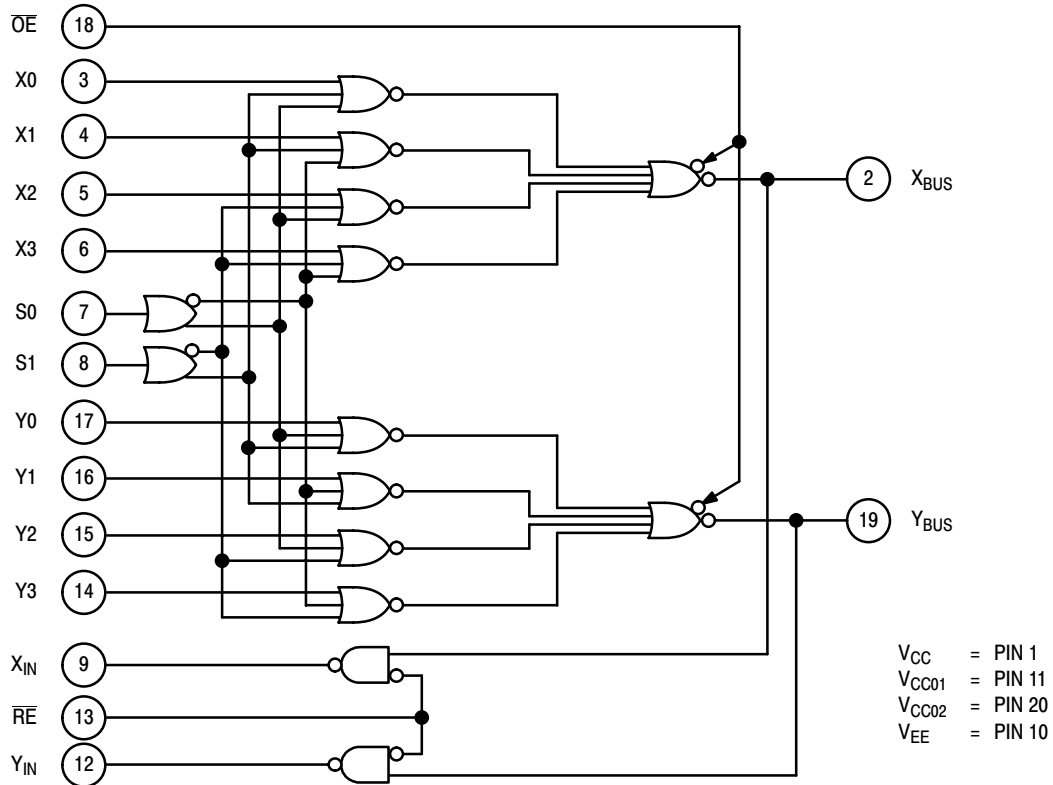 OE 18
X0 3
X1 4
X2 5
X3 6
S0 7
S1 8
Y0 17
Y1 16
Y2 15
Y3 14
XIN 9
RE 13
YIN 12
2 XBUS
19 YBUS
VCC = PIN 1
VCC01 = PIN 11
VCC02 = PIN 20
VEE = PIN 10